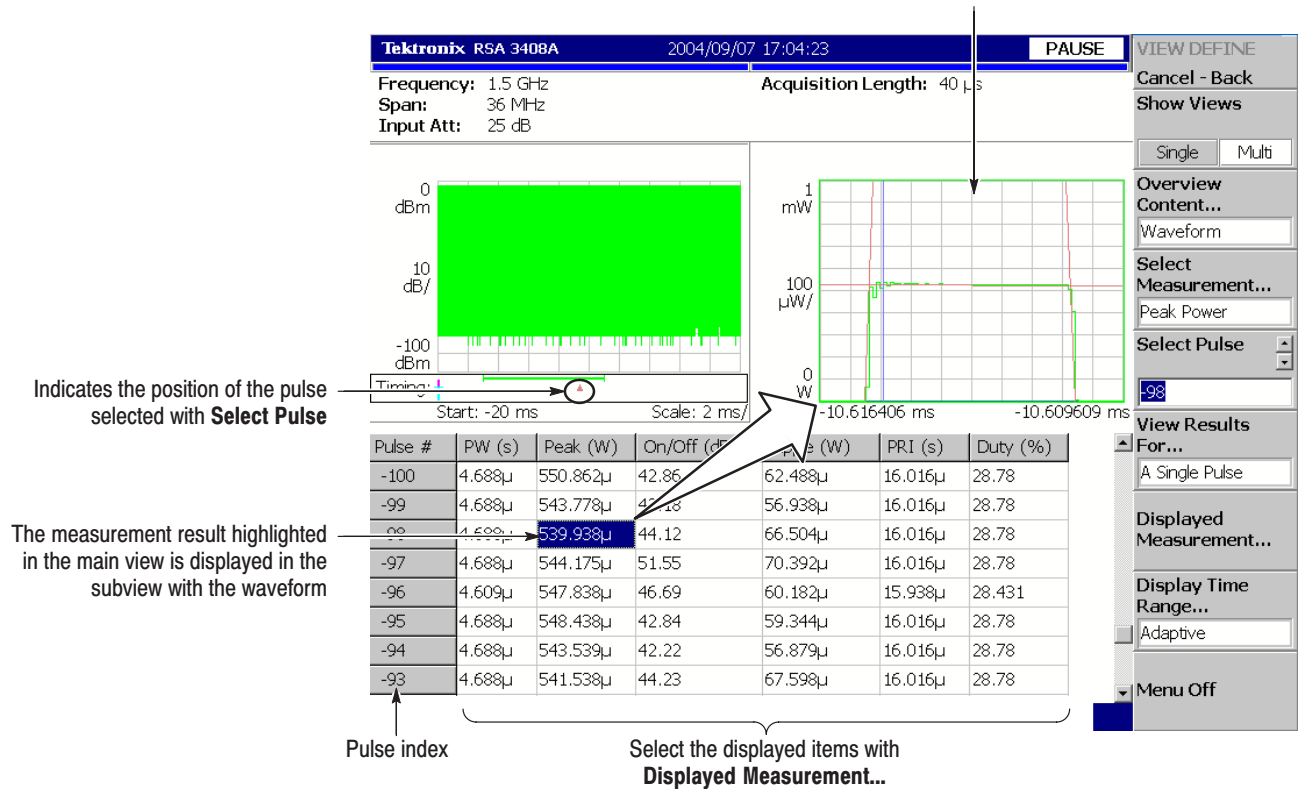 Tektronix RSA 3408A 2004/09/07 17:04:23 PAUSE
Frequency: 1.5 GHz
Span: 36 MHz
Input Att: 25 dB
Acquisition Length: 40 µs
0
dBm
10
dB/
-100
dBm
Timing:
Start: -20 ms Scale: 2 ms/
1
mW
100
µW/
0
W
-10.616406 ms -10.609609 ms
Pulse # PW (s) Peak (W) On/Off (dB) (W) PRI (s) Duty (%)
-100 4.688µ 550.862µ 42.86 62.488µ 16.016µ 28.78
-99 4.688µ 543.778µ 56.938µ 16.016µ 28.78
-98 4.688µ 539.938µ 44.12 66.504µ 16.016µ 28.78
-97 4.688µ 544.175µ 51.55 70.392µ 16.016µ 28.78
-96 4.609µ 547.838µ 46.69 60.182µ 15.938µ 28.431
-95 4.688µ 548.438µ 42.84 59.344µ 16.016µ 28.78
-94 4.688µ 543.539µ 42.22 56.879µ 16.016µ 28.78
-93 4.688µ 541.538µ 44.23 67.598µ 16.016µ 28.78
VIEW DEFINE
Cancel - Back
Show Views
Single Multi
Overview
Content...
Waveform
Select
Measurement...
Peak Power
Select Pulse
-98
View Results
For...
A Single Pulse
Displayed
Measurement...
Display Time
Range...
Adaptive
Menu Off
Indicates the position of the pulse
selected with Select Pulse
The measurement result highlighted
in the main view is displayed in the
subview with the waveform
Pulse index
Select the displayed items with
Displayed Measurement...